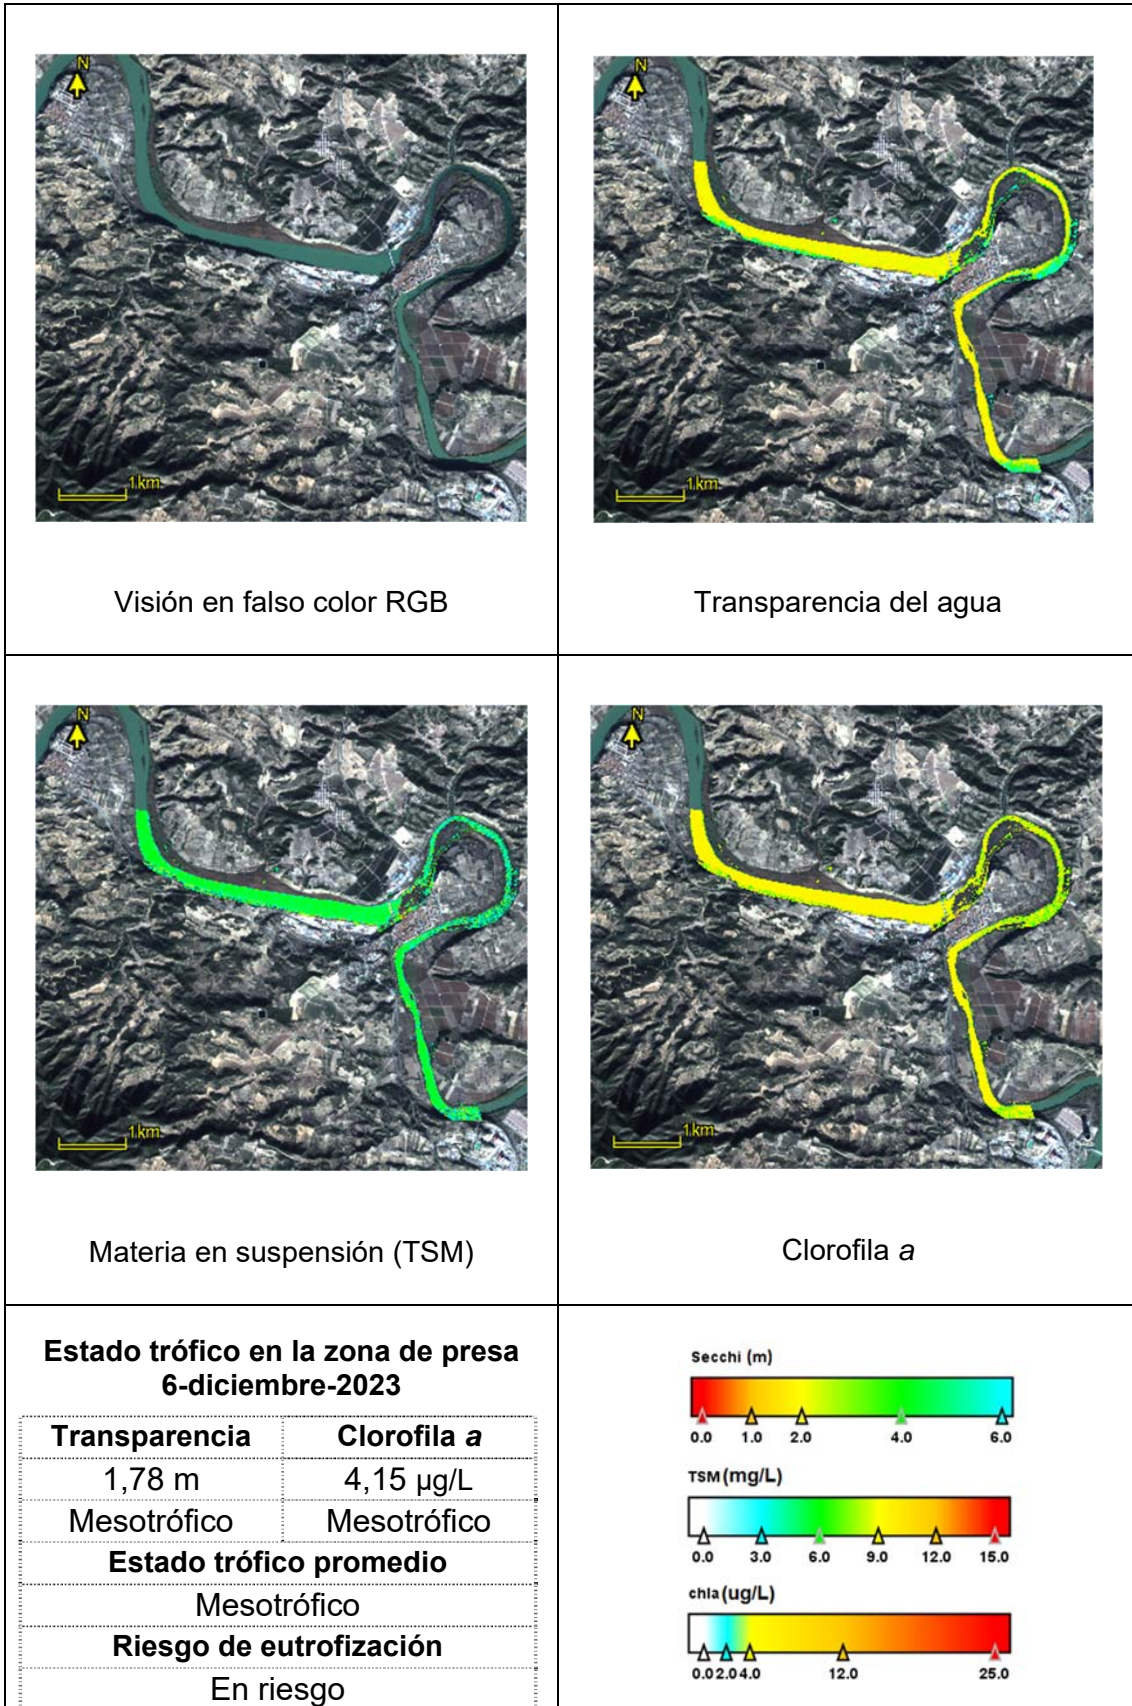 N
1km
Visión en falso color RGB
N
1km
Transparencia del agua
N
1km
Materia en suspensión (TSM)
N
1km
Clorofila a
Estado trófico en la zona de presa
6-diciembre-2023
Transparencia Clorofila a
1,78 m 4,15 µg/L
Mesotrófico Mesotrófico
Estado trófico promedio
Mesotrófico
Riesgo de eutrofización
En riesgo
Secchi (m)
0.0 1.0 2.0 4.0 6.0
TSM (mg/L)
0.0 3.0 6.0 9.0 12.0 15.0
chla (ug/L)
0.0 2.0 4.0 12.0 25.0